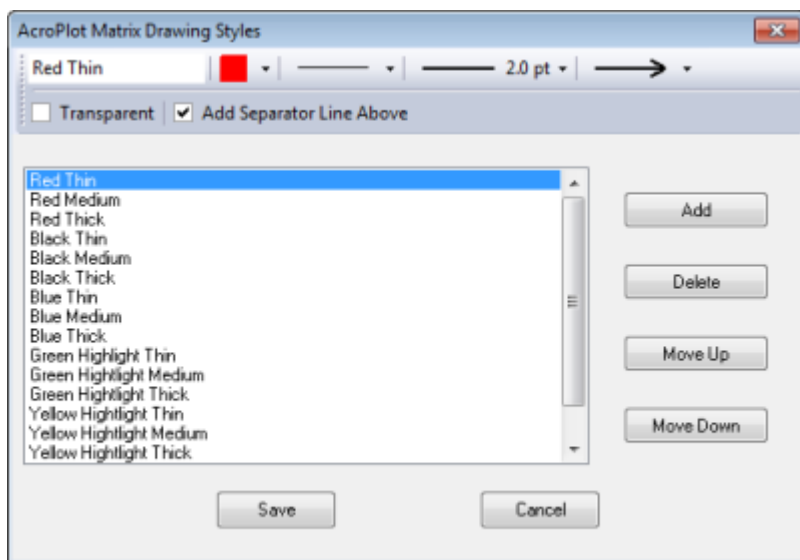 AcroPlot Matrix Drawing Styles
Red Thin 2.0 pt
Transparent Add Separator Line Above
Red Thin
Red Medium
Red Thick
Black Thin
Black Medium
Black Thick
Blue Thin
Blue Medium
Blue Thick
Green Highlight Thin
Green Hightlight Medium
Green Hightlight Thick
Yellow Hightlight Thin
Yellow Hightlight Medium
Yellow Hightlight Thick
Add
Delete
Move Up
Move Down
Save Cancel